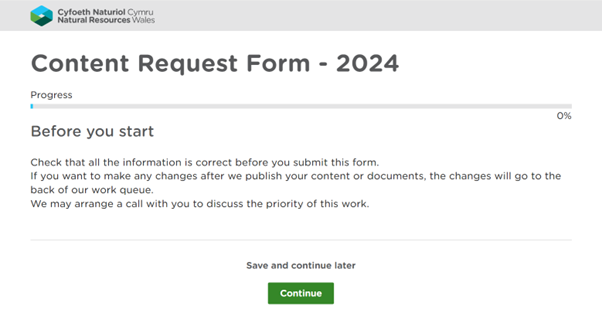 Cyfoeth Naturiol Cymru
Natural Resources Wales
Content Request Form - 2024
Progress
0%
Before you start
Check that all the information is correct before you submit this form.
If you want to make any changes after we publish your content or documents, the changes will go to the
back of our work queue.
We may arrange a call with you to discuss the priority of this work.
Save and continue later
Continue